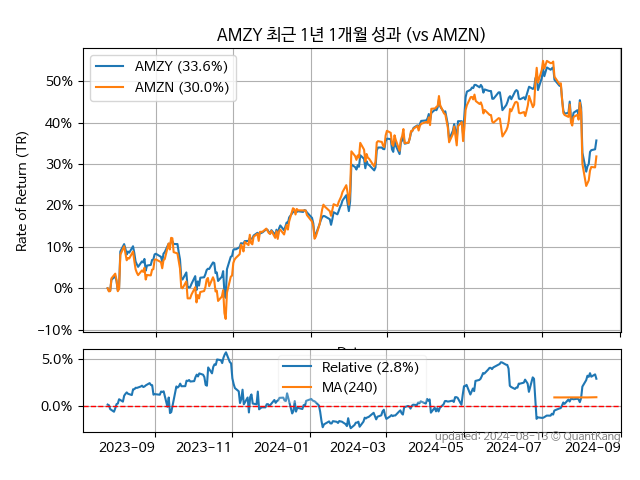 AMZY 최근 1년 1개월 성과 (vs AMZN)
AMZY (33.6%)
AMZN (30.0%)
Rate of Return (TR)
50%
40%
30%
20%
10%
0%
−10%
5.0%
0.0%
Relative (2.8%)
MA(240)
updated: 2024-08-13 © QuantKang
2023-09
2023-11
2024-01
2024-03
2024-05
2024-07
2024-09